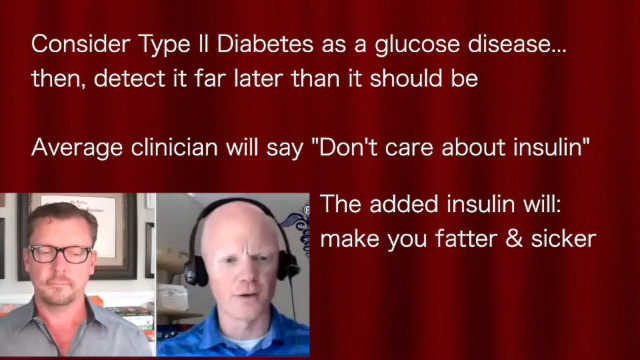 Consider Type II Diabetes as a glucose disease...
then, detect it far later than it should be
Average clinician will say "Don't care about insulin"
The added insulin will:
make you fatter & sicker